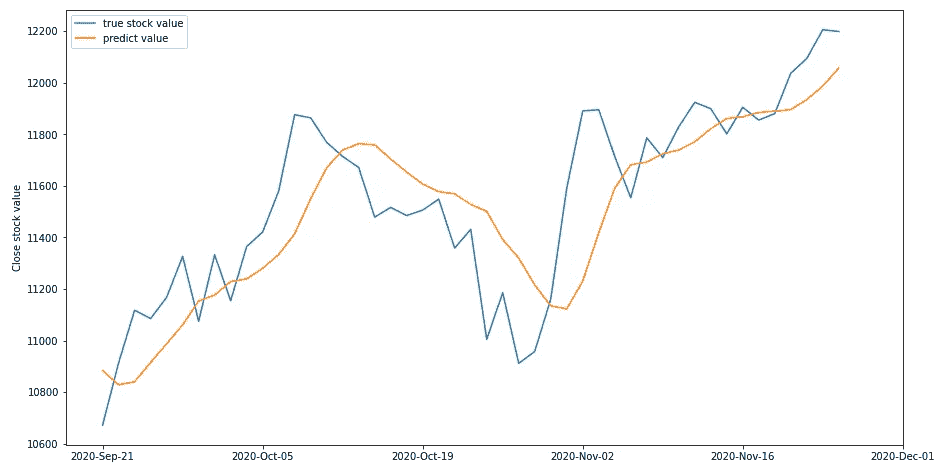 true stock value
predict value
12200
12000
11800
11600
11400
11200
11000
10800
10600
Close stock value
2020-Sep-21 2020-Oct-05 2020-Oct-19 2020-Nov-02 2020-Nov-16 2020-Dec-01